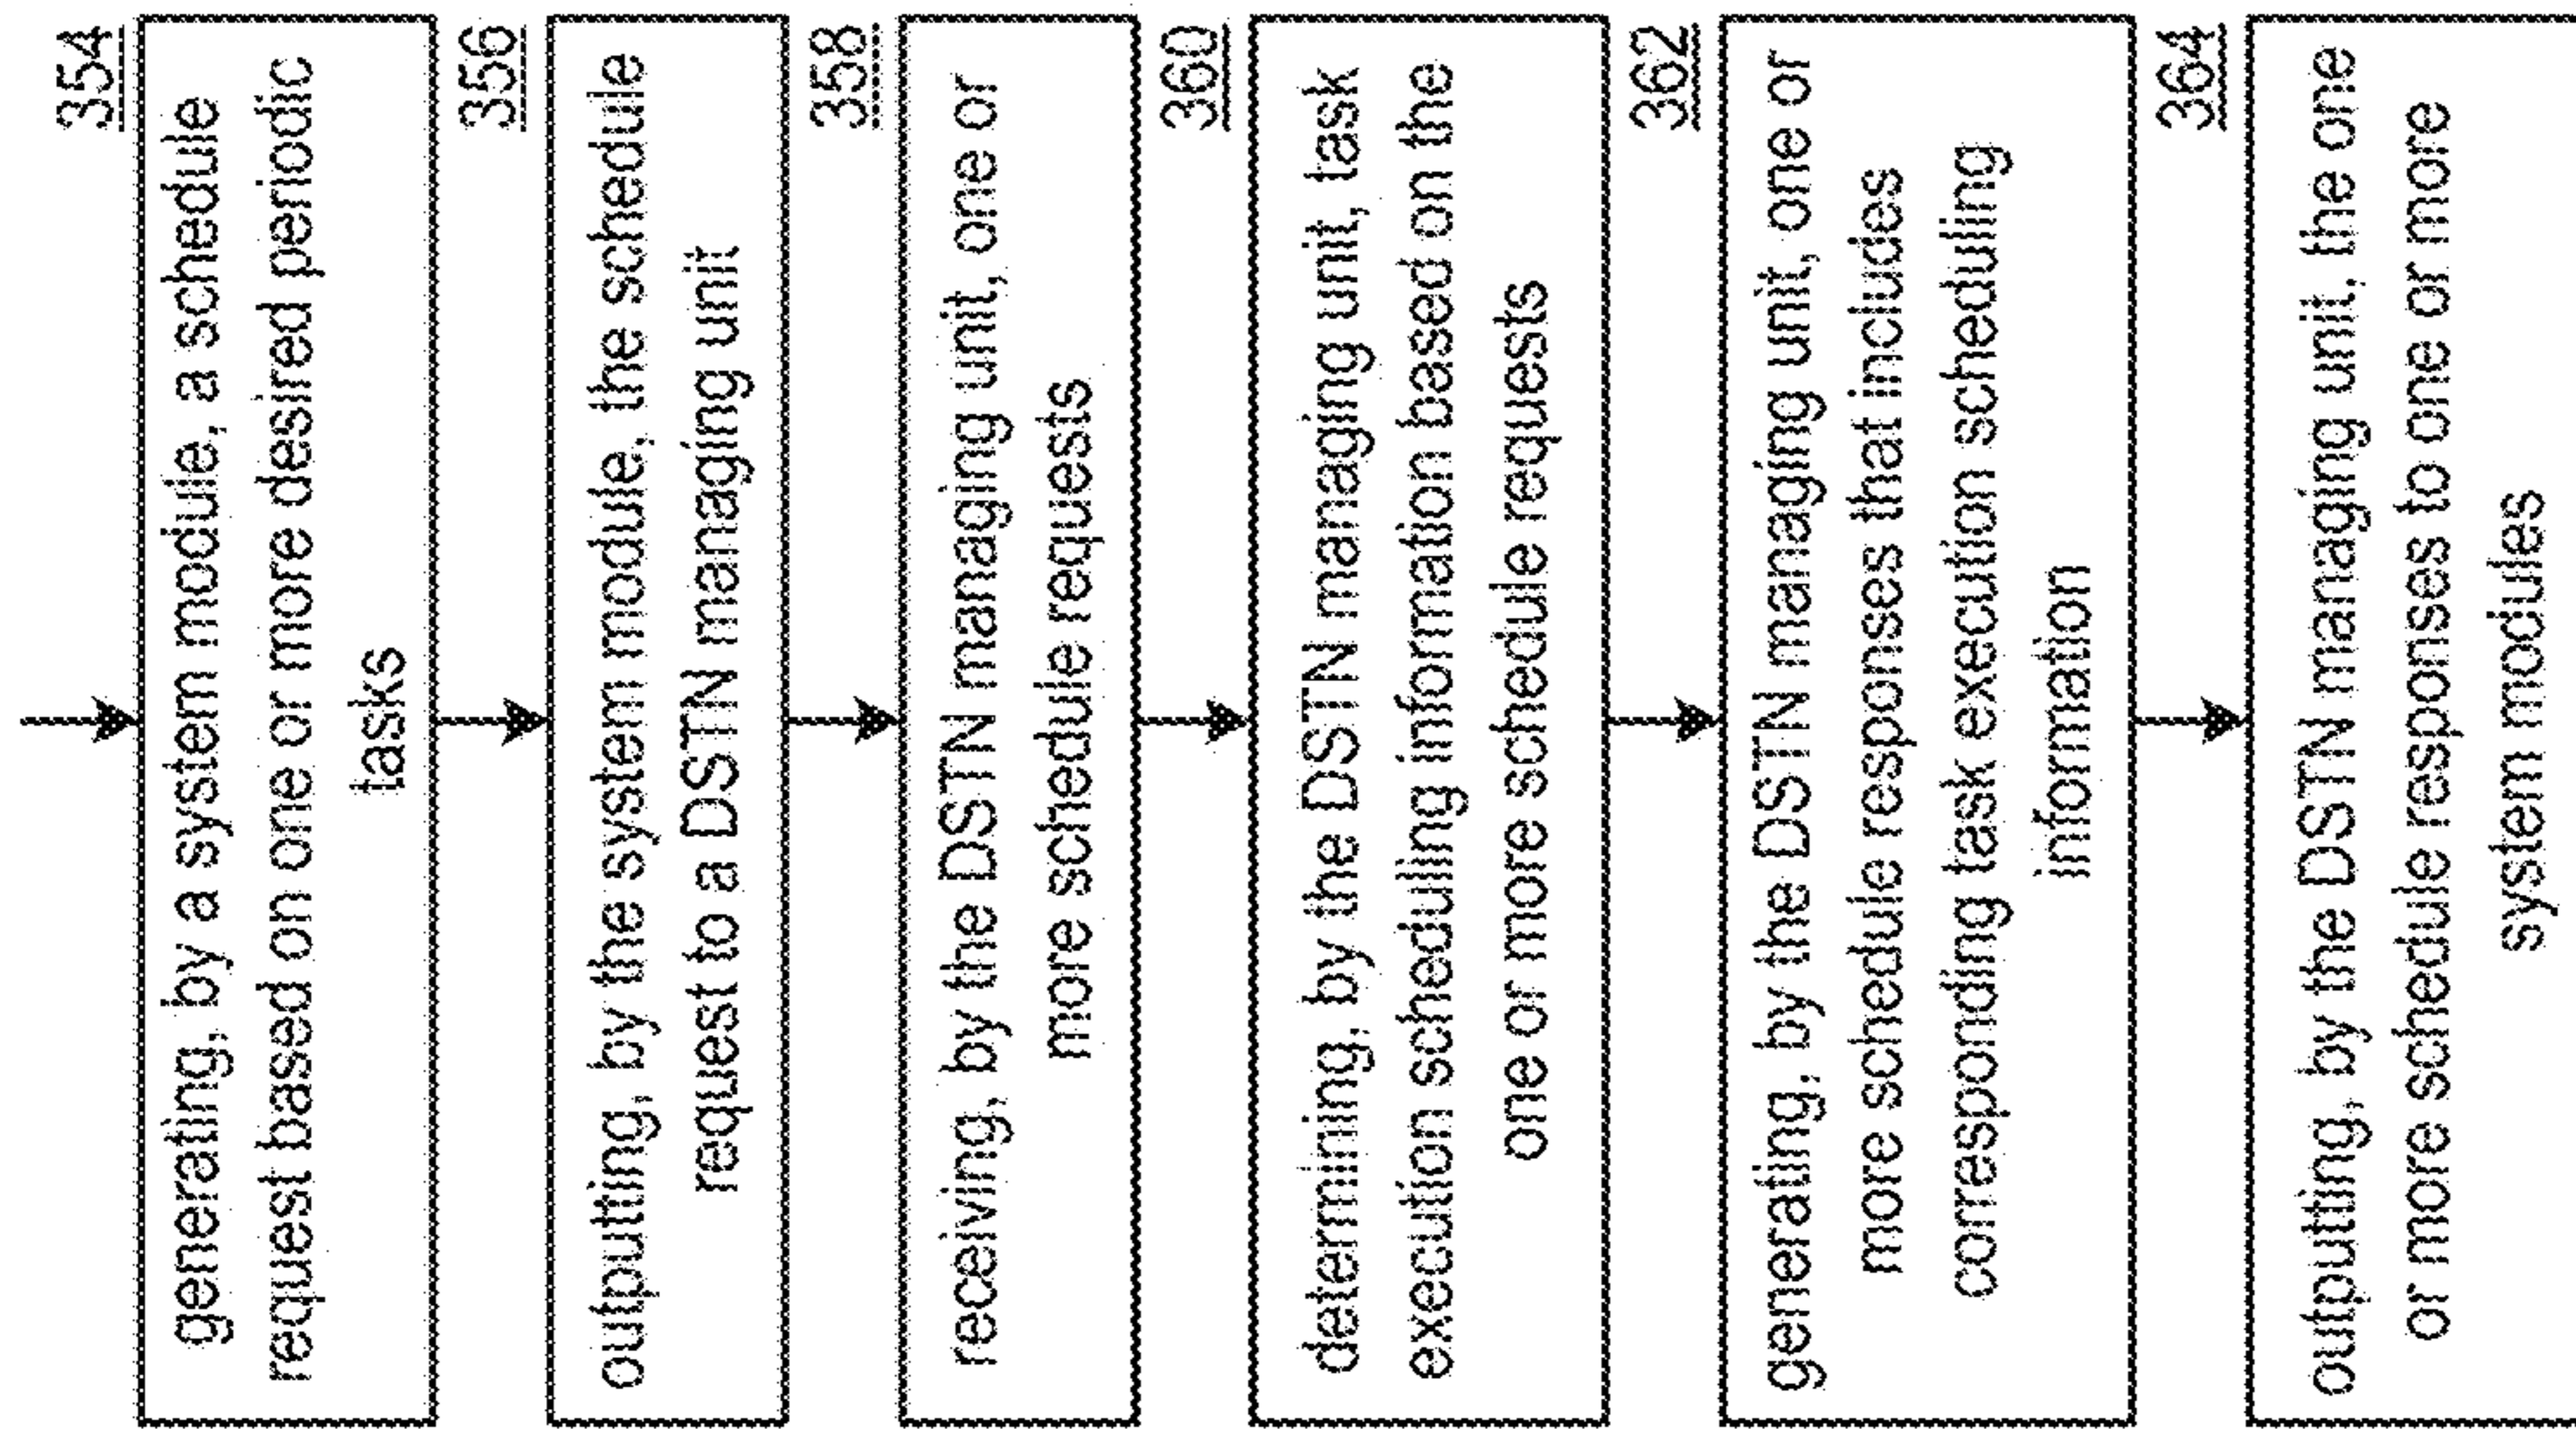 354
generating, by a system module, a schedule
request based on one or more desired periodic
tasks
356
outputting, by the system module, the schedule
request to a DSTN managing unit
358
receiving, by the DSTN managing unit, one or
more schedule requests
360
determining, by the DSTN managing unit, task
execution scheduling information based on the
one or more schedule requests
362
generating, by the DSTN managing unit, one or
more schedule responses that includes
corresponding task execution scheduling
information
364
outputting, by the DSTN managing unit, the one
or more schedule responses to one or more
system modules